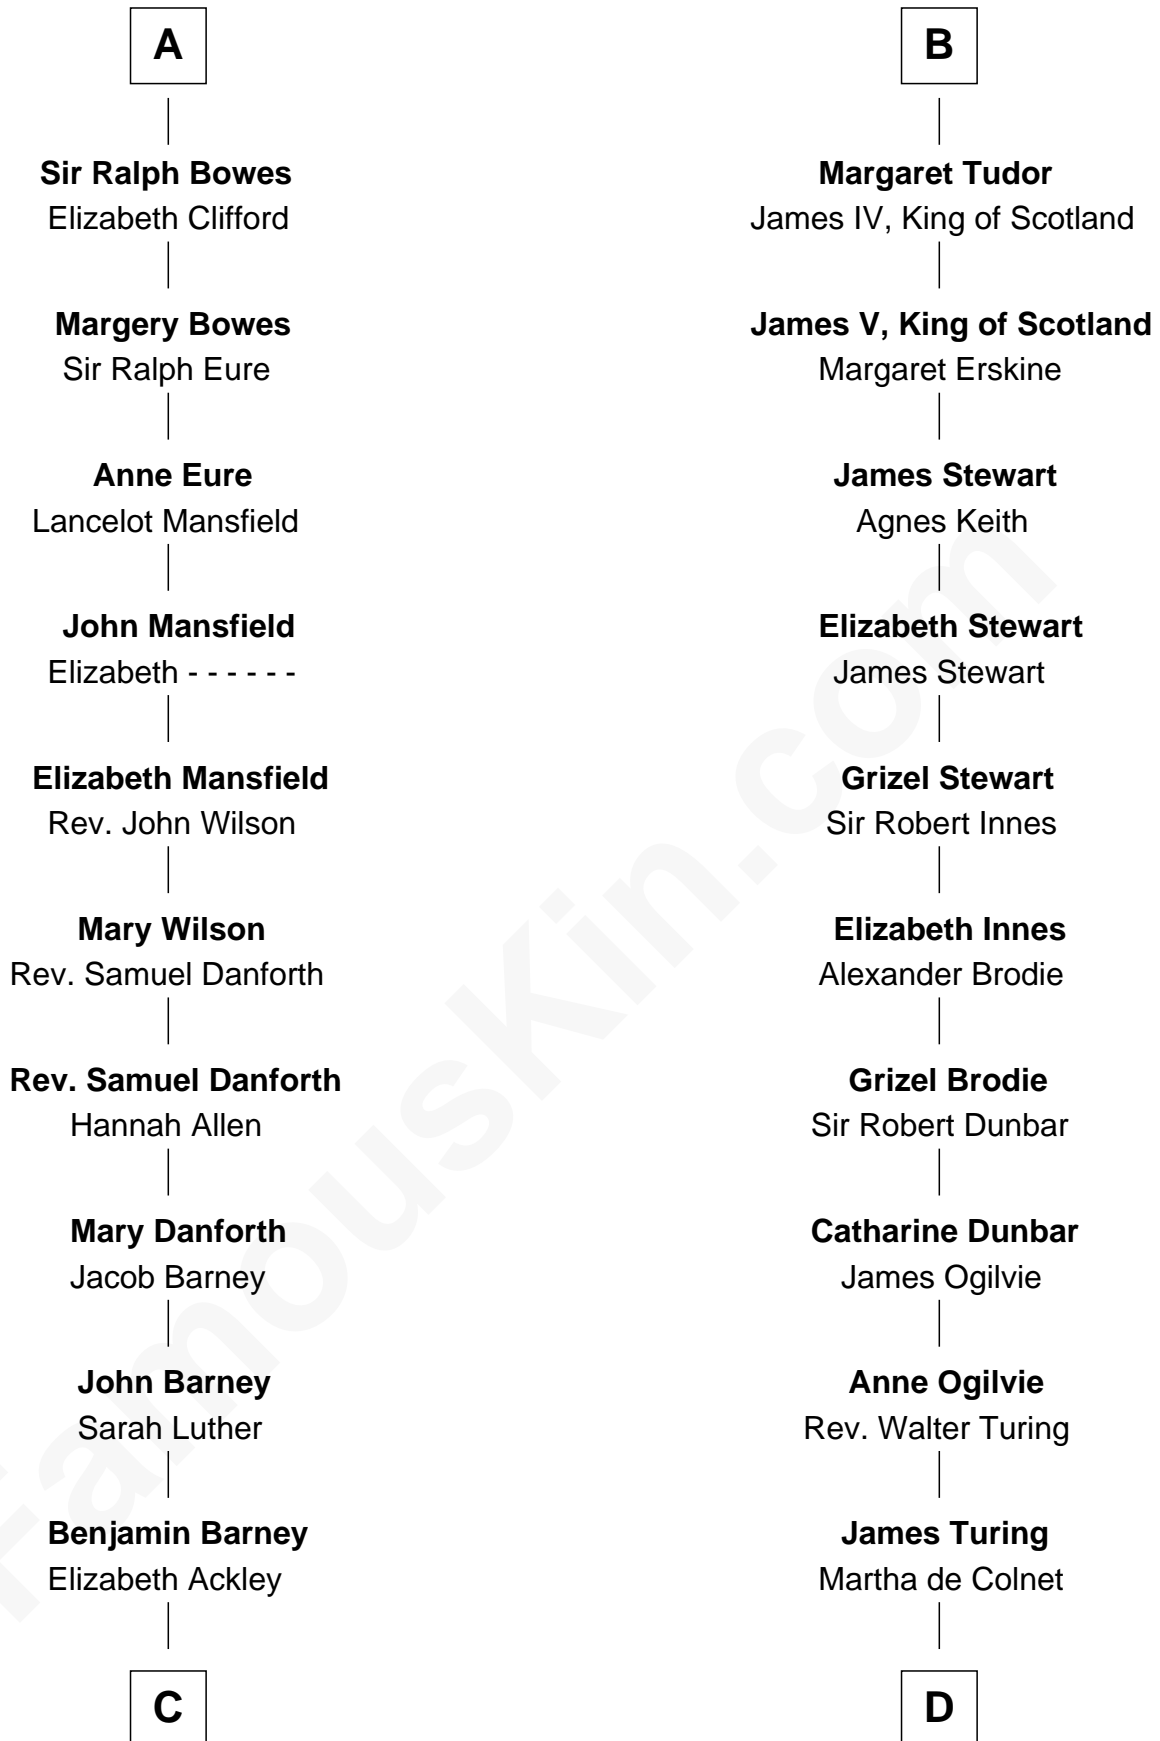 A
Sir Ralph Bowes
Elizabeth Clifford
Margery Bowes
Sir Ralph Eure
Anne Eure
Lancelot Mansfield
John Mansfield
Elizabeth - - - - - -
Elizabeth Mansfield
Rev. John Wilson
Mary Wilson
Rev. Samuel Danforth
Rev. Samuel Danforth
Hannah Allen
Mary Danforth
Jacob Barney
John Barney
Sarah Luther
Benjamin Barney
Elizabeth Ackley
C
B
Margaret Tudor
James IV, King of Scotland
James V, King of Scotland
Margaret Erskine
James Stewart
Agnes Keith
Elizabeth Stewart
James Stewart
Grizel Stewart
Sir Robert Innes
Elizabeth Innes
Alexander Brodie
Grizel Brodie
Sir Robert Dunbar
Catharine Dunbar
James Ogilvie
Anne Ogilvie
Rev. Walter Turing
James Turing
Martha de Colnet
D
FamousKin.com